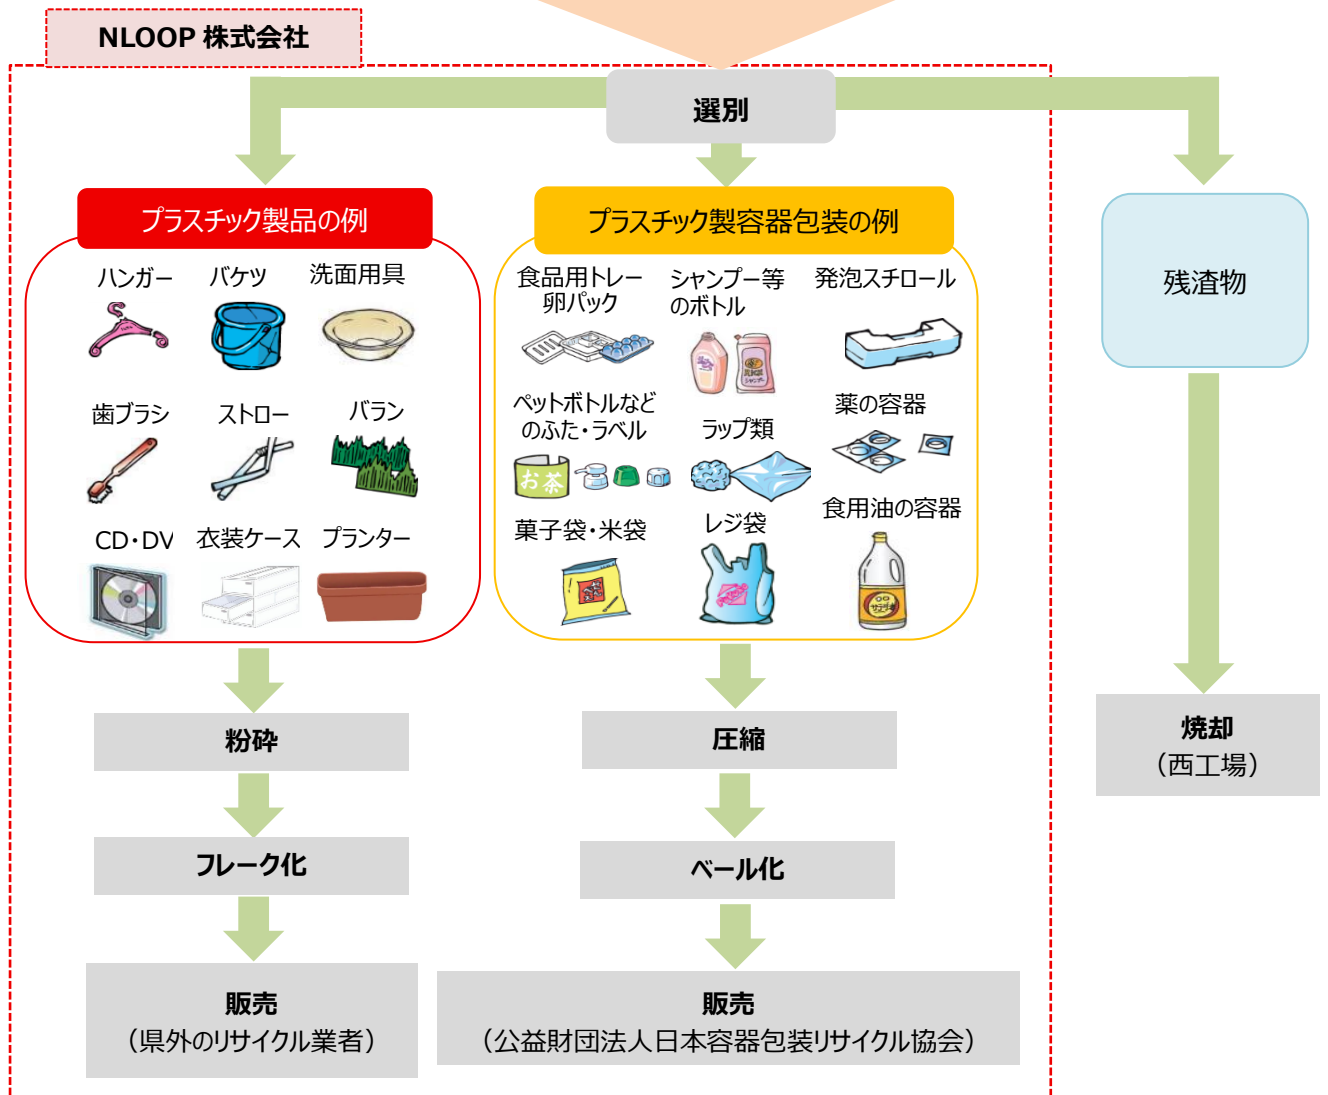 NLOOP 株式会社
選別
プラスチック製品の例
ハンガー
バケツ
洗面用具
歯ブラシ
ストロー
バラン
CD・DV
衣装ケース
プランター
プラスチック製容器包装の例
食品用トレー
卵パック
シャンプー等
のボトル
発泡スチロール
ペットボトルなど
のふた・ラベル
お茶
ラップ類
薬の容器
菓子袋・米袋
レジ袋
食用油の容器
サラダ油
残渣物
粉砕
圧縮
焼却
（西工場）
フレーク化
ベール化
販売
（県外のリサイクル業者）
販売
（公益財団法人日本容器包装リサイクル協会）